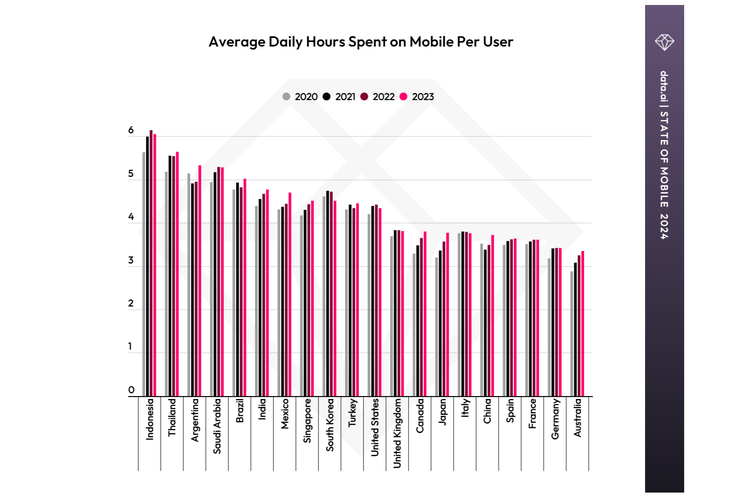 Average Daily Hours Spent on Mobile Per User
2020 2021 2022 2023
6
5
4
3
2
1
0
Indonesia
Thailand
Argentina
Saudi Arabia
Brazil
India
Mexico
Singapore
South Korea
Turkey
United States
United Kingdom
Canada
Japan
Italy
China
Spain
France
Germany
Australia
data.ai | STATE OF MOBILE 2024